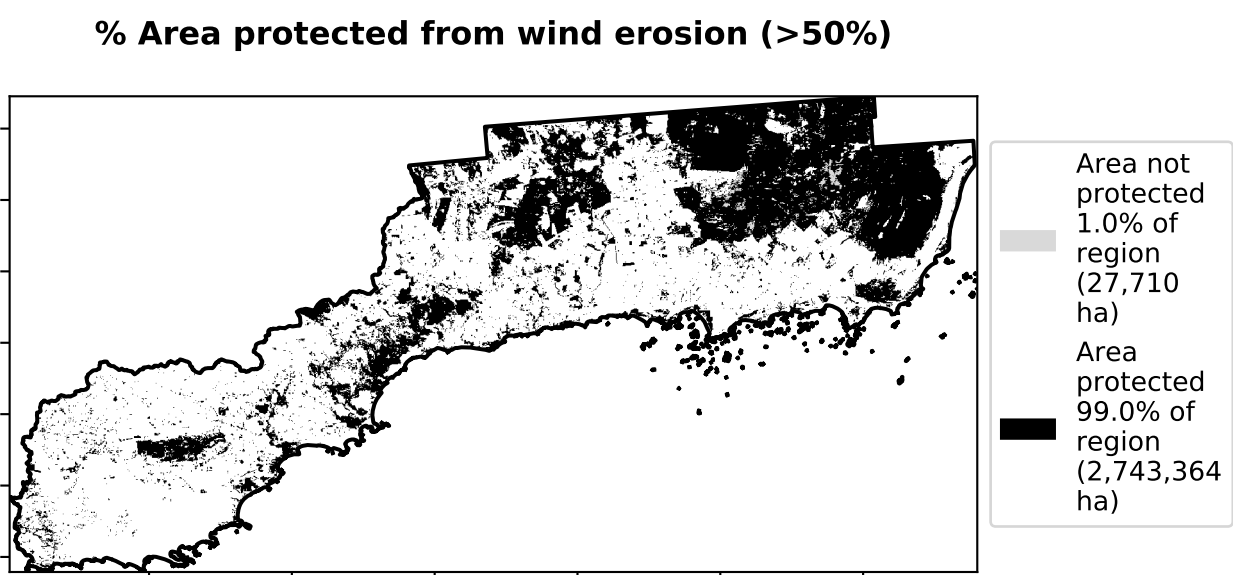 % Area protected from wind erosion (>50%)
Area not
protected
1.0% of
region
(27,710
ha)
Area
protected
99.0% of
region
(2,743,364
ha)